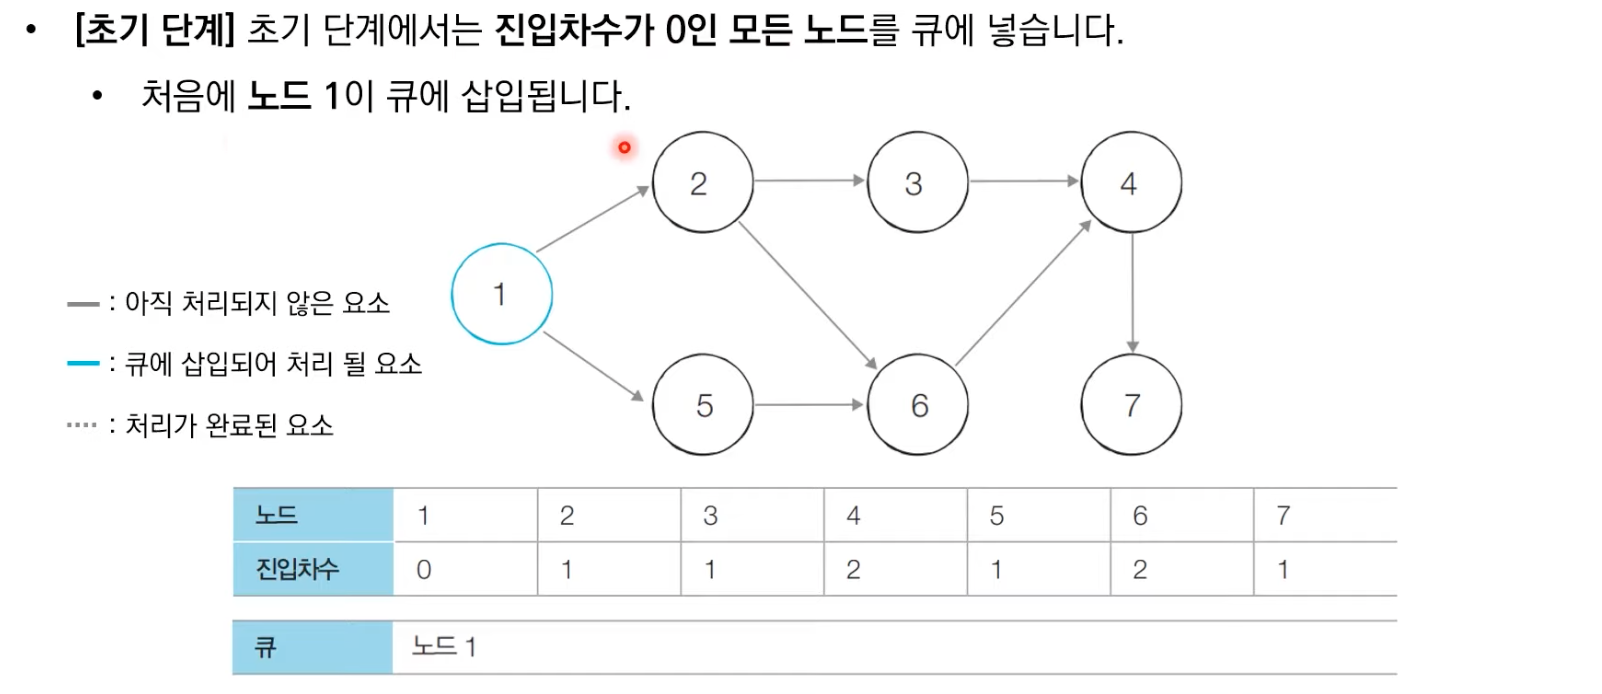 • [초기 단계] 초기 단계에서는 진입차수가 0인 모든 노드를 큐에 넣습니다.
• 처음에 노드 1이 큐에 삽입됩니다.
2 3 4
1
: 아직 처리되지 않은 요소
: 큐에 삽입되어 처리 될 요소
5 6 7
: 처리가 완료된 요소
노드 1 2 3 4 5 6 7
진입차수 0 1 1 2 1 2 1
큐 노드 1